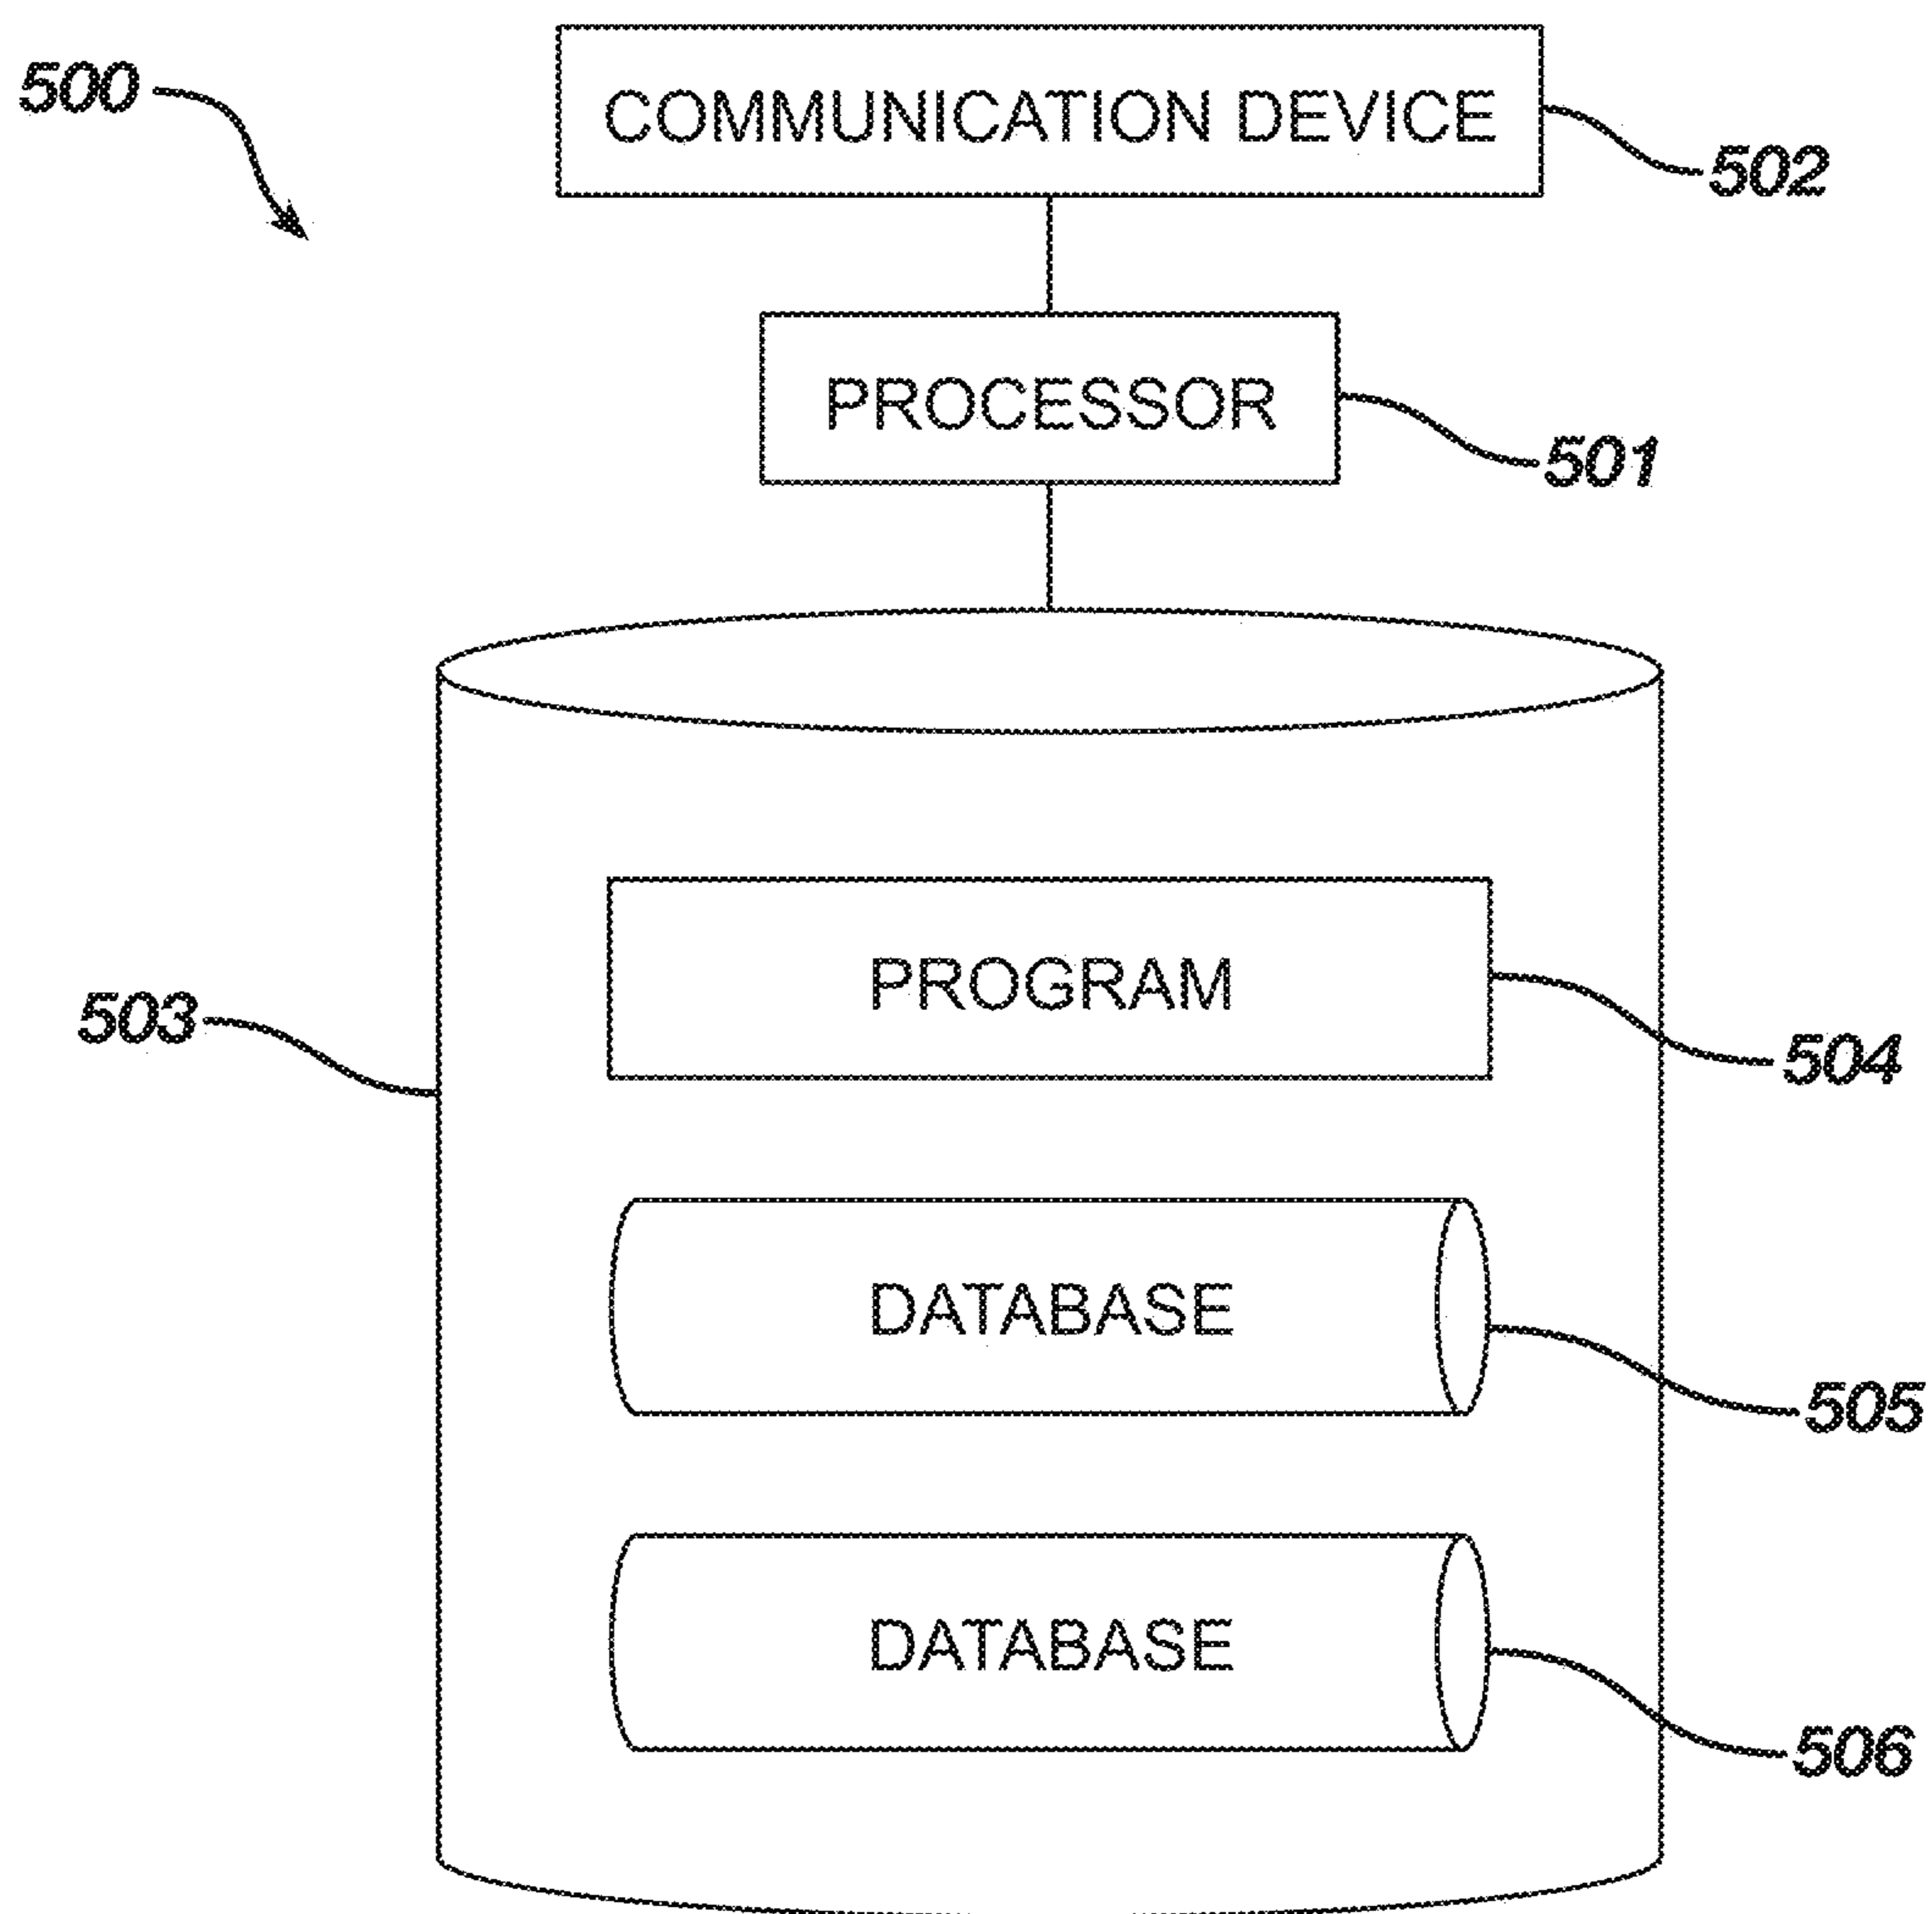 500
COMMUNICATION DEVICE
502
PROCESSOR
501
PROGRAM
503
504
DATABASE
505
DATABASE
506